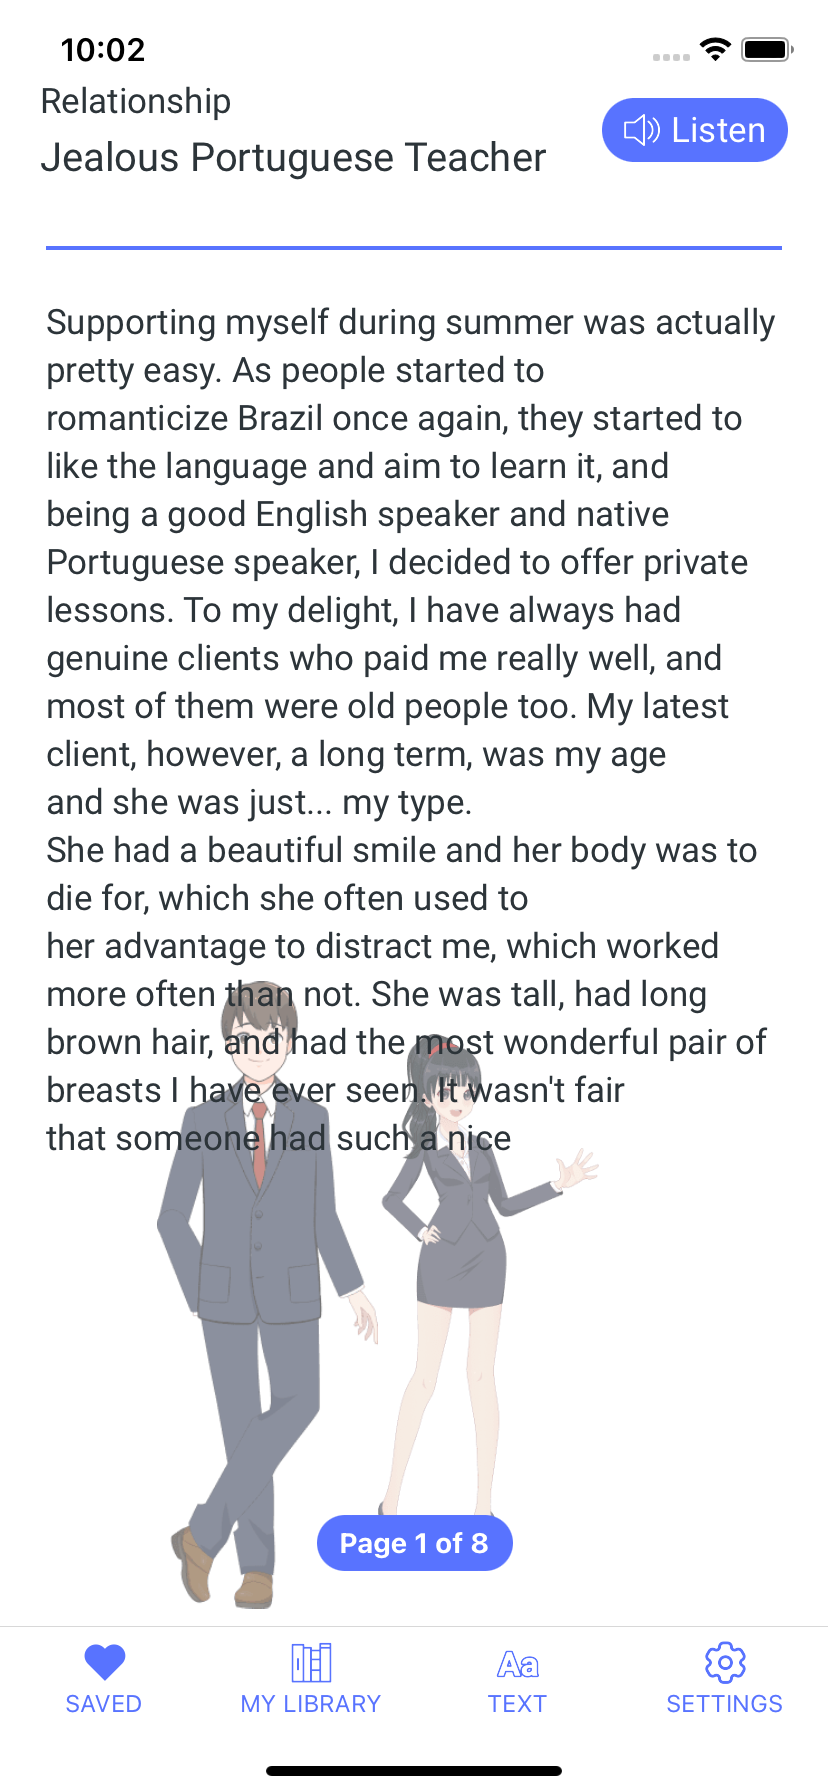 10:02
Relationship
Jealous Portuguese Teacher
Listen
Supporting myself during summer was actually
pretty easy. As people started to
romanticize Brazil once again, they started to
like the language and aim to learn it, and
being a good English speaker and native
Portuguese speaker, I decided to offer private
lessons. To my delight, I have always had
genuine clients who paid me really well, and
most of them were old people too. My latest
client, however, a long term, was my age
and she was just... my type.
She had a beautiful smile and her body was to
die for, which she often used to
her advantage to distract me, which worked
more often than not. She was tall, had long
brown hair, and had the most wonderful pair of
breasts I have ever seen. It wasn't fair
that someone had such a nice
Page 1 of 8
SAVED
MY LIBRARY
Aa
TEXT
SETTINGS